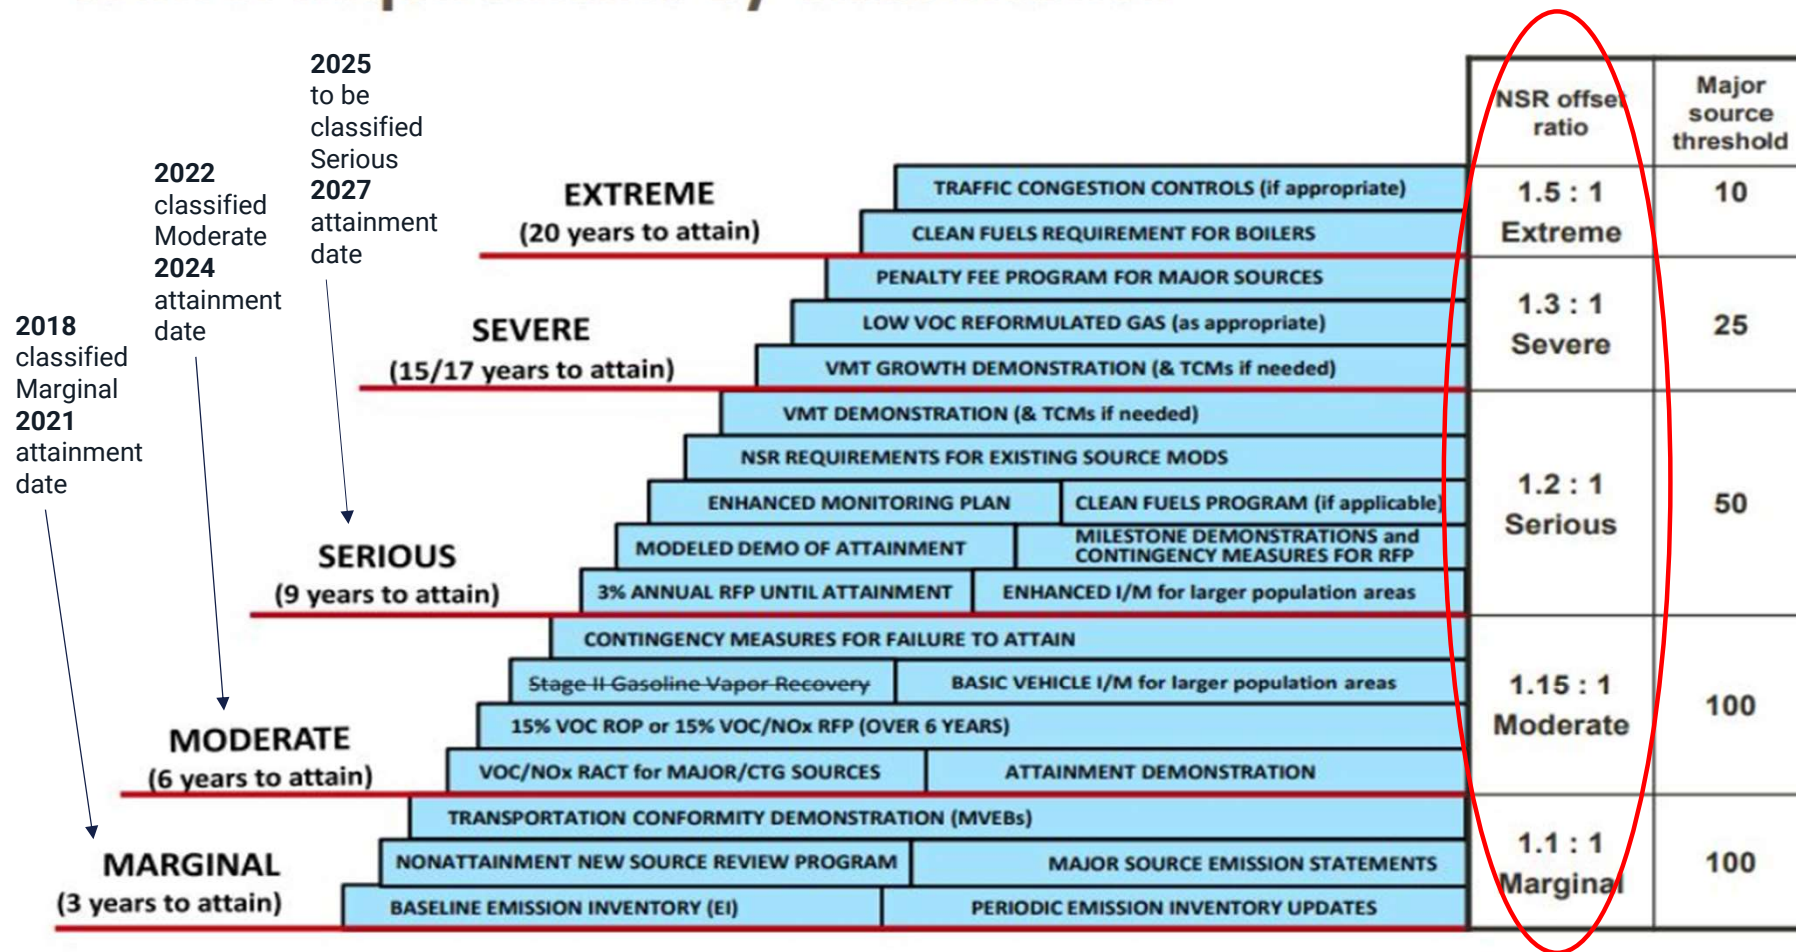 2025
to be
classified
Serious
2027
attainment
date
2022
classified
Moderate
2024
attainment
date
2018
classified
Marginal
2021
attainment
date
NSR offset
ratio
Major
source
threshold
EXTREME
(20 years to attain)
TRAFFIC CONGESTION CONTROLS (if appropriate)
CLEAN FUELS REQUIREMENT FOR BOILERS
1.5 : 1
Extreme
10
SEVERE
(15/17 years to attain)
PENALTY FEE PROGRAM FOR MAJOR SOURCES
LOW VOC REFORMULATED GAS (as appropriate)
VMT GROWTH DEMONSTRATION (& TCMs if needed)
1.3 : 1
Severe
25
SERIOUS
(9 years to attain)
VMT DEMONSTRATION (& TCMs if needed)
NSR REQUIREMENTS FOR EXISTING SOURCE MODS
ENHANCED MONITORING PLAN
CLEAN FUELS PROGRAM (if applicable)
MODELED DEMO OF ATTAINMENT
MILESTONE DEMONSTRATIONS and
CONTINGENCY MEASURES FOR RFP
3% ANNUAL RFP UNTIL ATTAINMENT
ENHANCED I/M for larger population areas
1.2 : 1
Serious
50
MODERATE
(6 years to attain)
CONTINGENCY MEASURES FOR FAILURE TO ATTAIN
Stage II Gasoline Vapor Recovery
BASIC VEHICLE I/M for larger population areas
15% VOC ROP or 15% VOC/NOx RFP (OVER 6 YEARS)
VOC/NOx RACT for MAJOR/CTG SOURCES
ATTAINMENT DEMONSTRATION
1.15 : 1
Moderate
100
MARGINAL
(3 years to attain)
TRANSPORTATION CONFORMITY DEMONSTRATION (MVEBs)
NONATTAINMENT NEW SOURCE REVIEW PROGRAM
MAJOR SOURCE EMISSION STATEMENTS
BASELINE EMISSION INVENTORY (EI)
PERIODIC EMISSION INVENTORY UPDATES
1.1 : 1
Marginal
100